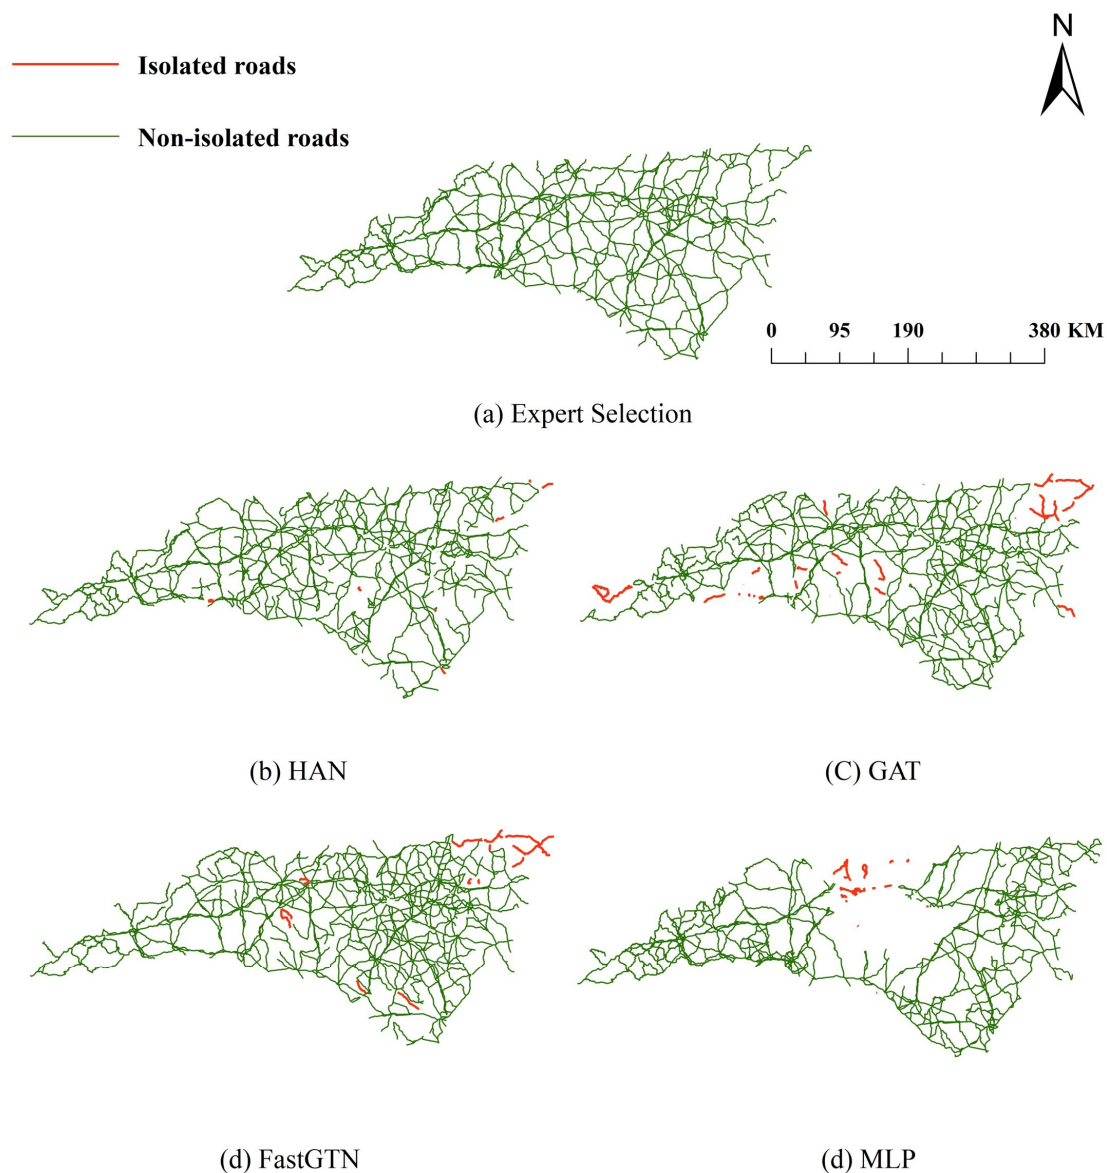 N
Isolated roads
Non-isolated roads
0 95 190 380 KM
(a) Expert Selection
(b) HAN (C) GAT
(d) FastGTN (d) MLP